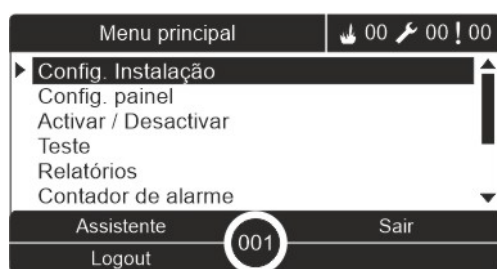 Menu principal 00 00 ! 00
Config. Instalação
Config. painel
Activar / Desactivar
Teste
Relatórios
Contador de alarme
Assistente 001 Sair
Logout